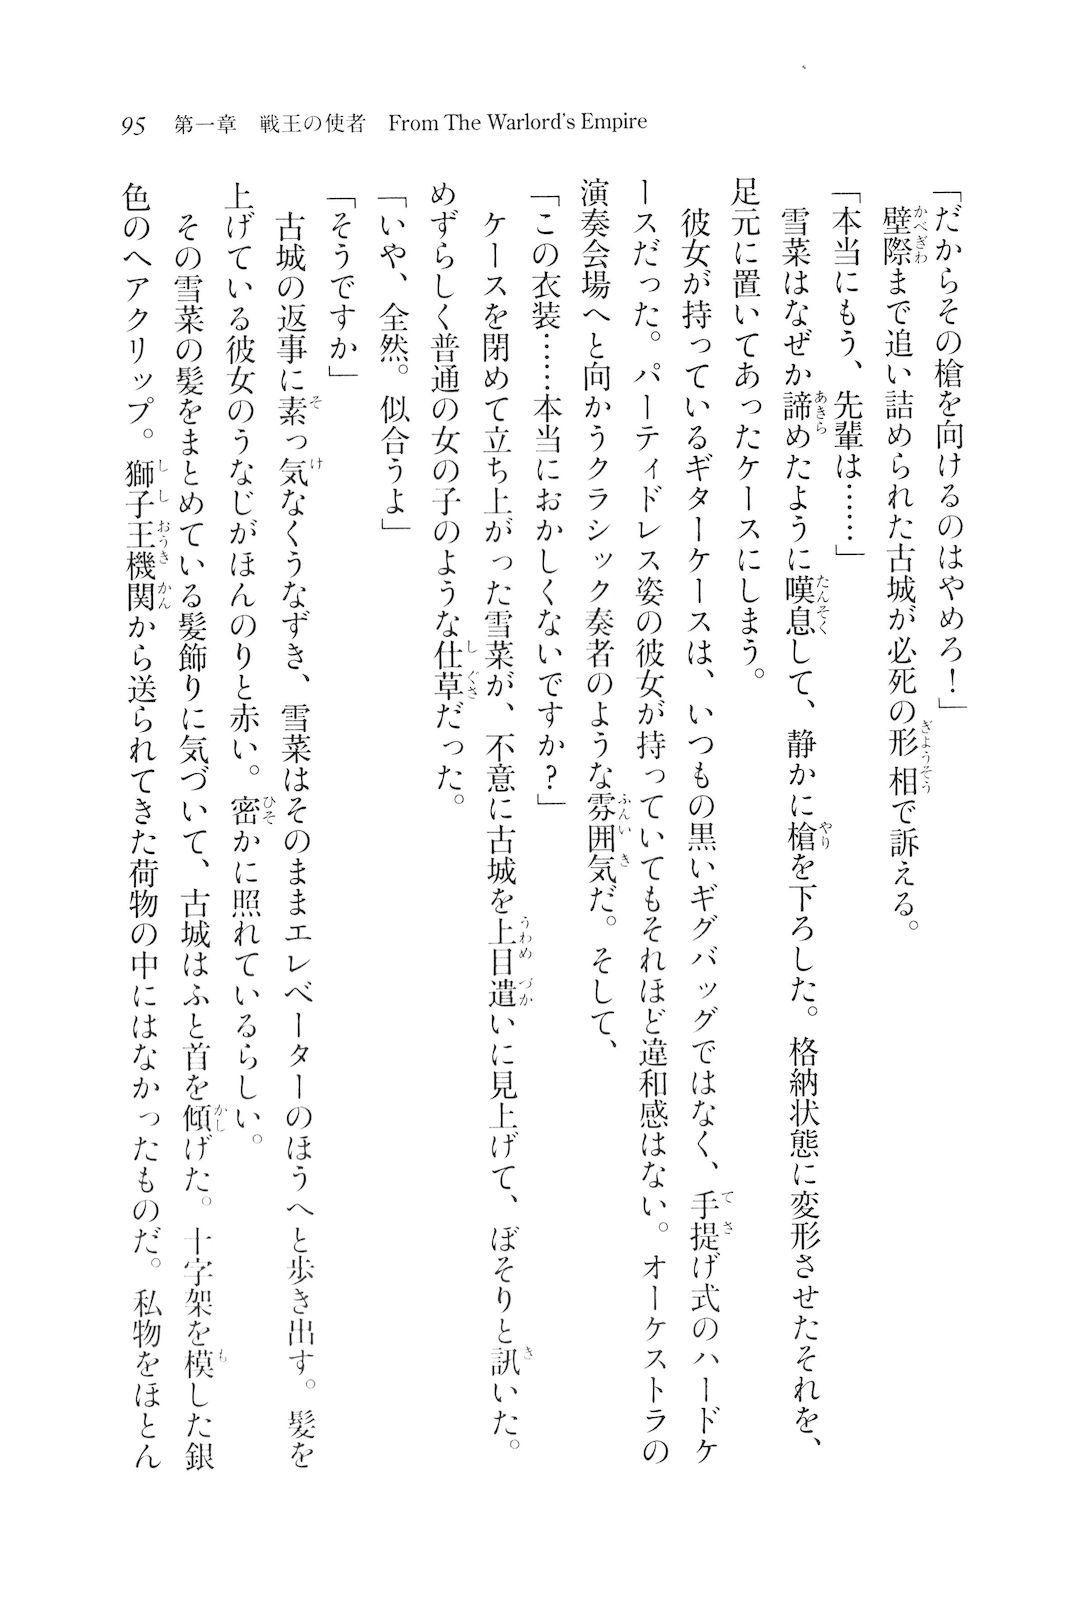 95 第一章 戦王の使者 From The Warlord's Empire
「だからその槍を向けるのはやめろ!」
壁際まで追い詰められた古城が必死の形相で訴える。
「本当にもう、先輩は……」
雪菜はなぜか諦めたように嘆息して、静かに槍を下ろした。格納状態に変形させたそれを、
足元に置いてあったケースにしまう。
彼女が持っているギターケースは、いつもの黒いギグバッグではなく、手提げ式のハードケ
ースだった。パーティドレス姿の彼女が持っていてもそれほど違和感はない。オーケストラの
演奏会場へと向かうクラシック奏者のような雰囲気だ。そして、
「この衣装……本当におかしくないですか?」
ケースを閉めて立ち上がった雪菜が、不意に古城を上目遣いに見上げて、ぼそりと訊いた。
めずらしく普通の女の子のような仕草だった。
「いや、全然。似合うよ」
「そうですか」
古城の返事に素っ気なくうなずき、雪菜はそのままエレベーターのほうへと歩き出す。髪を
上げている彼女のうなじがほんのりと赤い。密かに照れているらしい。
その雪菜の髪をまとめている髪飾りに気づいて、古城はふと首を傾げた。十字架を模した銀
色のヘアクリップ。獅子王機関から送られてきた荷物の中にはなかったものだ。私物をほとん